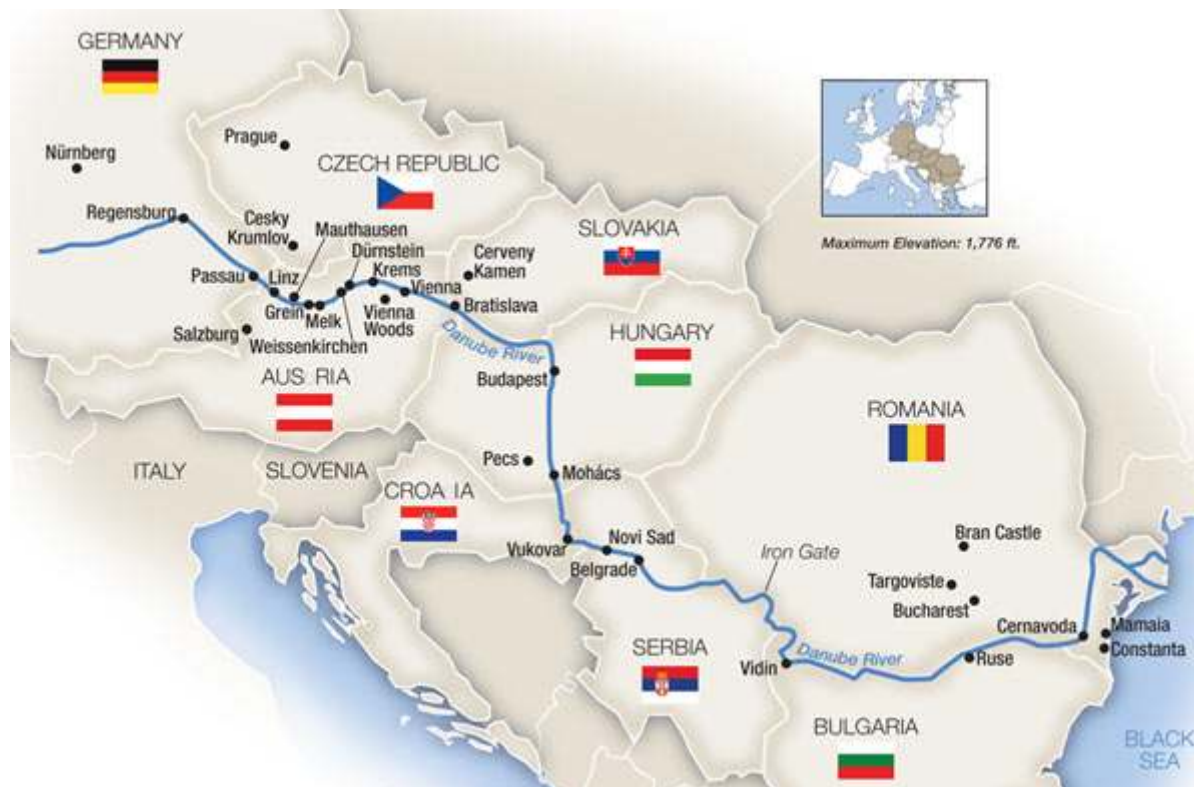 GERMANY
Nürnberg
Regensburg
Prague
CZECH REPUBLIC
Cesky
Krumlov
Mauthausen
Dürnstein
Krems
Passau
Linz
Vienna
Grein
Melk
Vienna
Woods
Salzburg
Weissenkirchen
AUS RIA
Cerveny
Kamen
Bratislava
SLOVAKIA
Maximum Elevation: 1,776 ft.
Danube River
HUNGARY
Budapest
Pecs
Mohács
ITALY
SLOVENIA
CROA IA
Vukovar
Novi Sad
Belgrade
Iron Gate
ROMANIA
Bran Castle
Targoviste
Bucharest
Cernavoda
Mamaia
Constanta
SERBIA
Vidin
Danube River
Ruse
BULGARIA
BLACK
SEA